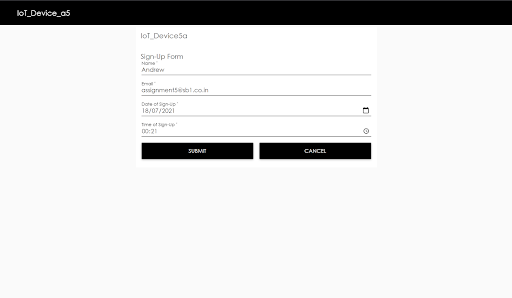 IoT_Device_a5
IoT_Device5a
Sign-Up Form
Name *
Andrew
Email *
assignment5@sb1.co.in
Date of Sign-Up *
18/07/2021
Time of Sign-Up *
00:21
SUBMIT CANCEL